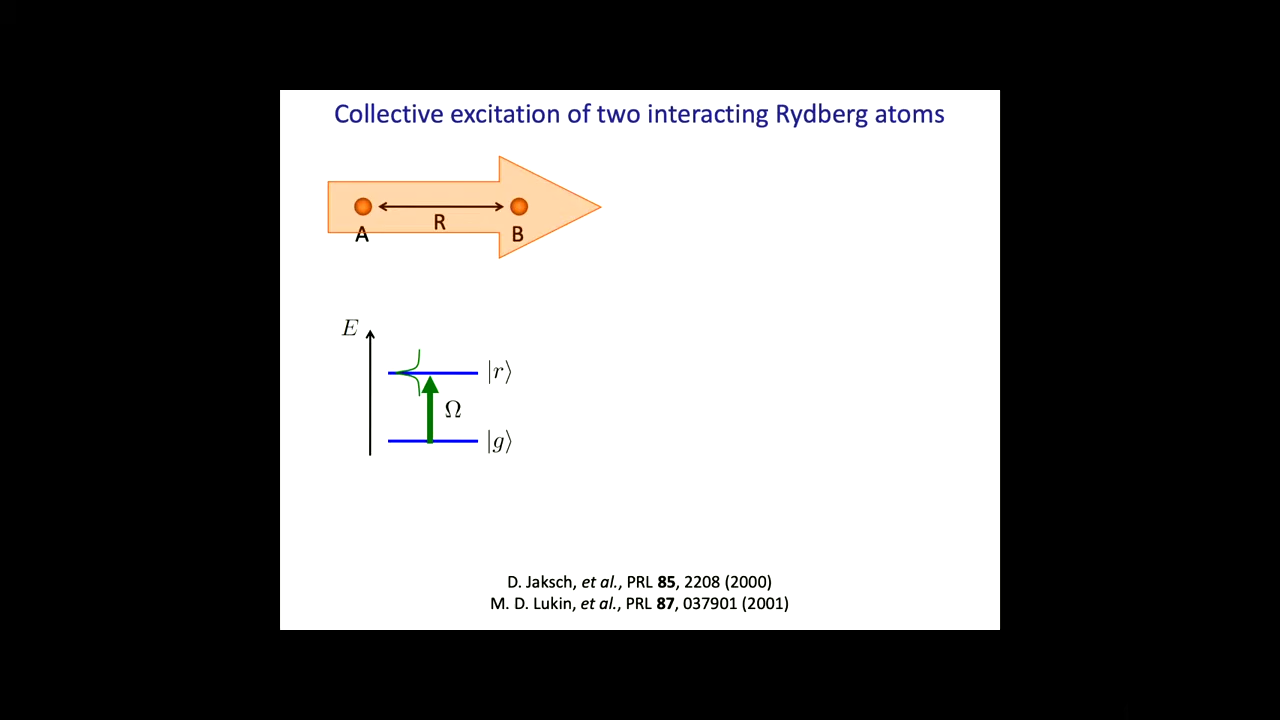 Collective excitation of two interacting Rydberg atoms
R
A
B
E
|r⟩
Ω
|g⟩
D. Jaksch, et al., PRL 85, 2208 (2000)
M. D. Lukin, et al., PRL 87, 037901 (2001)